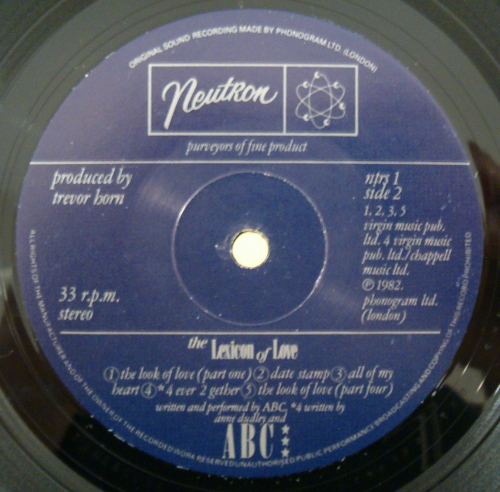 ORIGINAL SOUND RECORDING MADE BY PHONOGRAM LTD. (LONDON)
Neutron
purveyors of fine product
produced by
trevor horn
33 r.p.m.
stereo
ntrs 1
side 2
1, 2, 3, 5
virgin music pub.
ltd. 4 virgin music
pub. ltd./chappell
music ltd.
℗ 1982.
phonogram ltd.
(london)
the Lexicon of Love
① the look of love (part one) ② date stamp ③ all of my
heart ④ *4 ever 2 gether ⑤ the look of love (part four)
written and performed by ABC, *4 written by
anne dudley and
ABC
ALL RIGHTS OF THE MANUFACTURER AND OF THE OWNER OF THE RECORDED WORK RESERVED UNAUTHORISED PUBLIC PERFORMANCE BROADCASTING AND COPYING OF THIS RECORD PROHIBITED